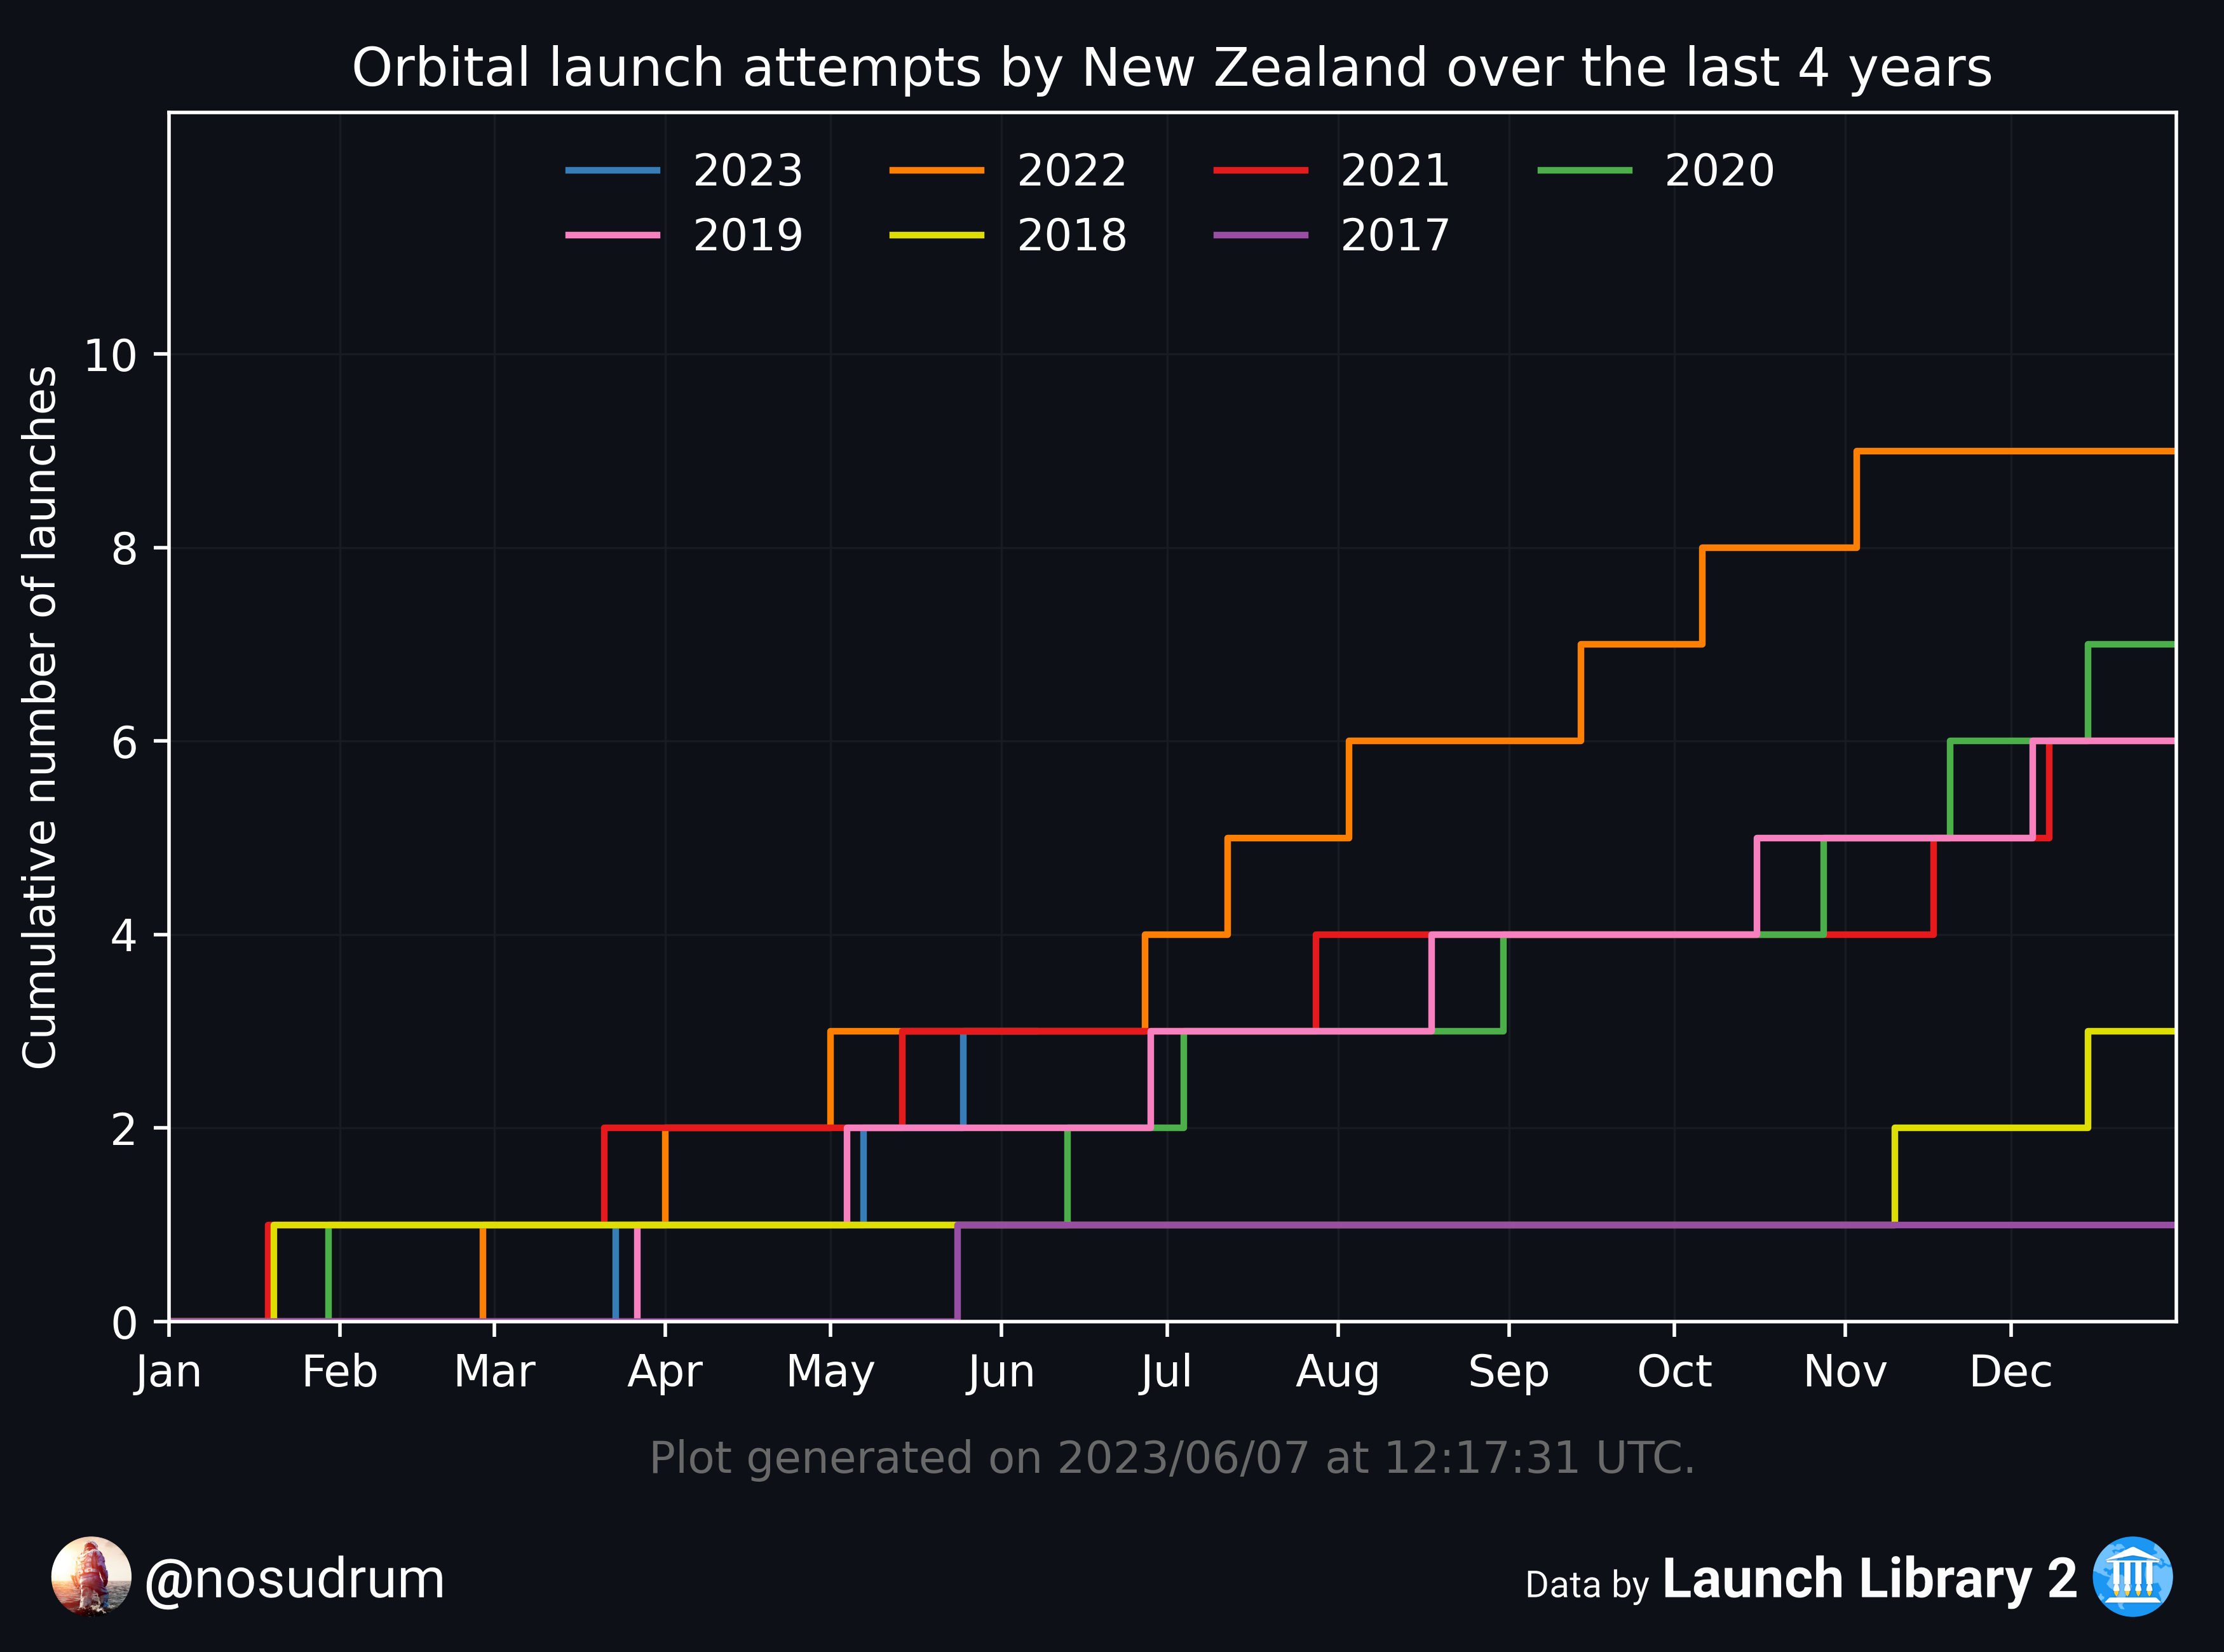 Orbital launch attempts by New Zealand over the last 4 years
2023 2022 2021 2020
2019 2018 2017
Cumulative number of launches
10
8
6
4
2
0
Jan Feb Mar Apr May Jun Jul Aug Sep Oct Nov Dec
Plot generated on 2023/06/07 at 12:17:31 UTC.
@nosudrum
Data by Launch Library 2